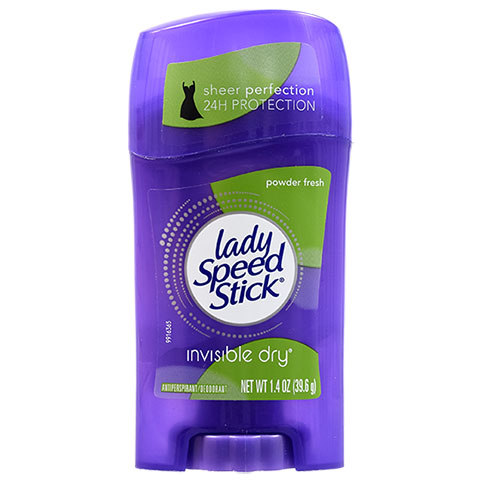 sheer perfection
24H PROTECTION
powder fresh
lady
Speed
Stick®
invisible dry®
ANTIPERSPIRANT/DEODORANT
NET WT 1.4 OZ (39.6 g)
9916365